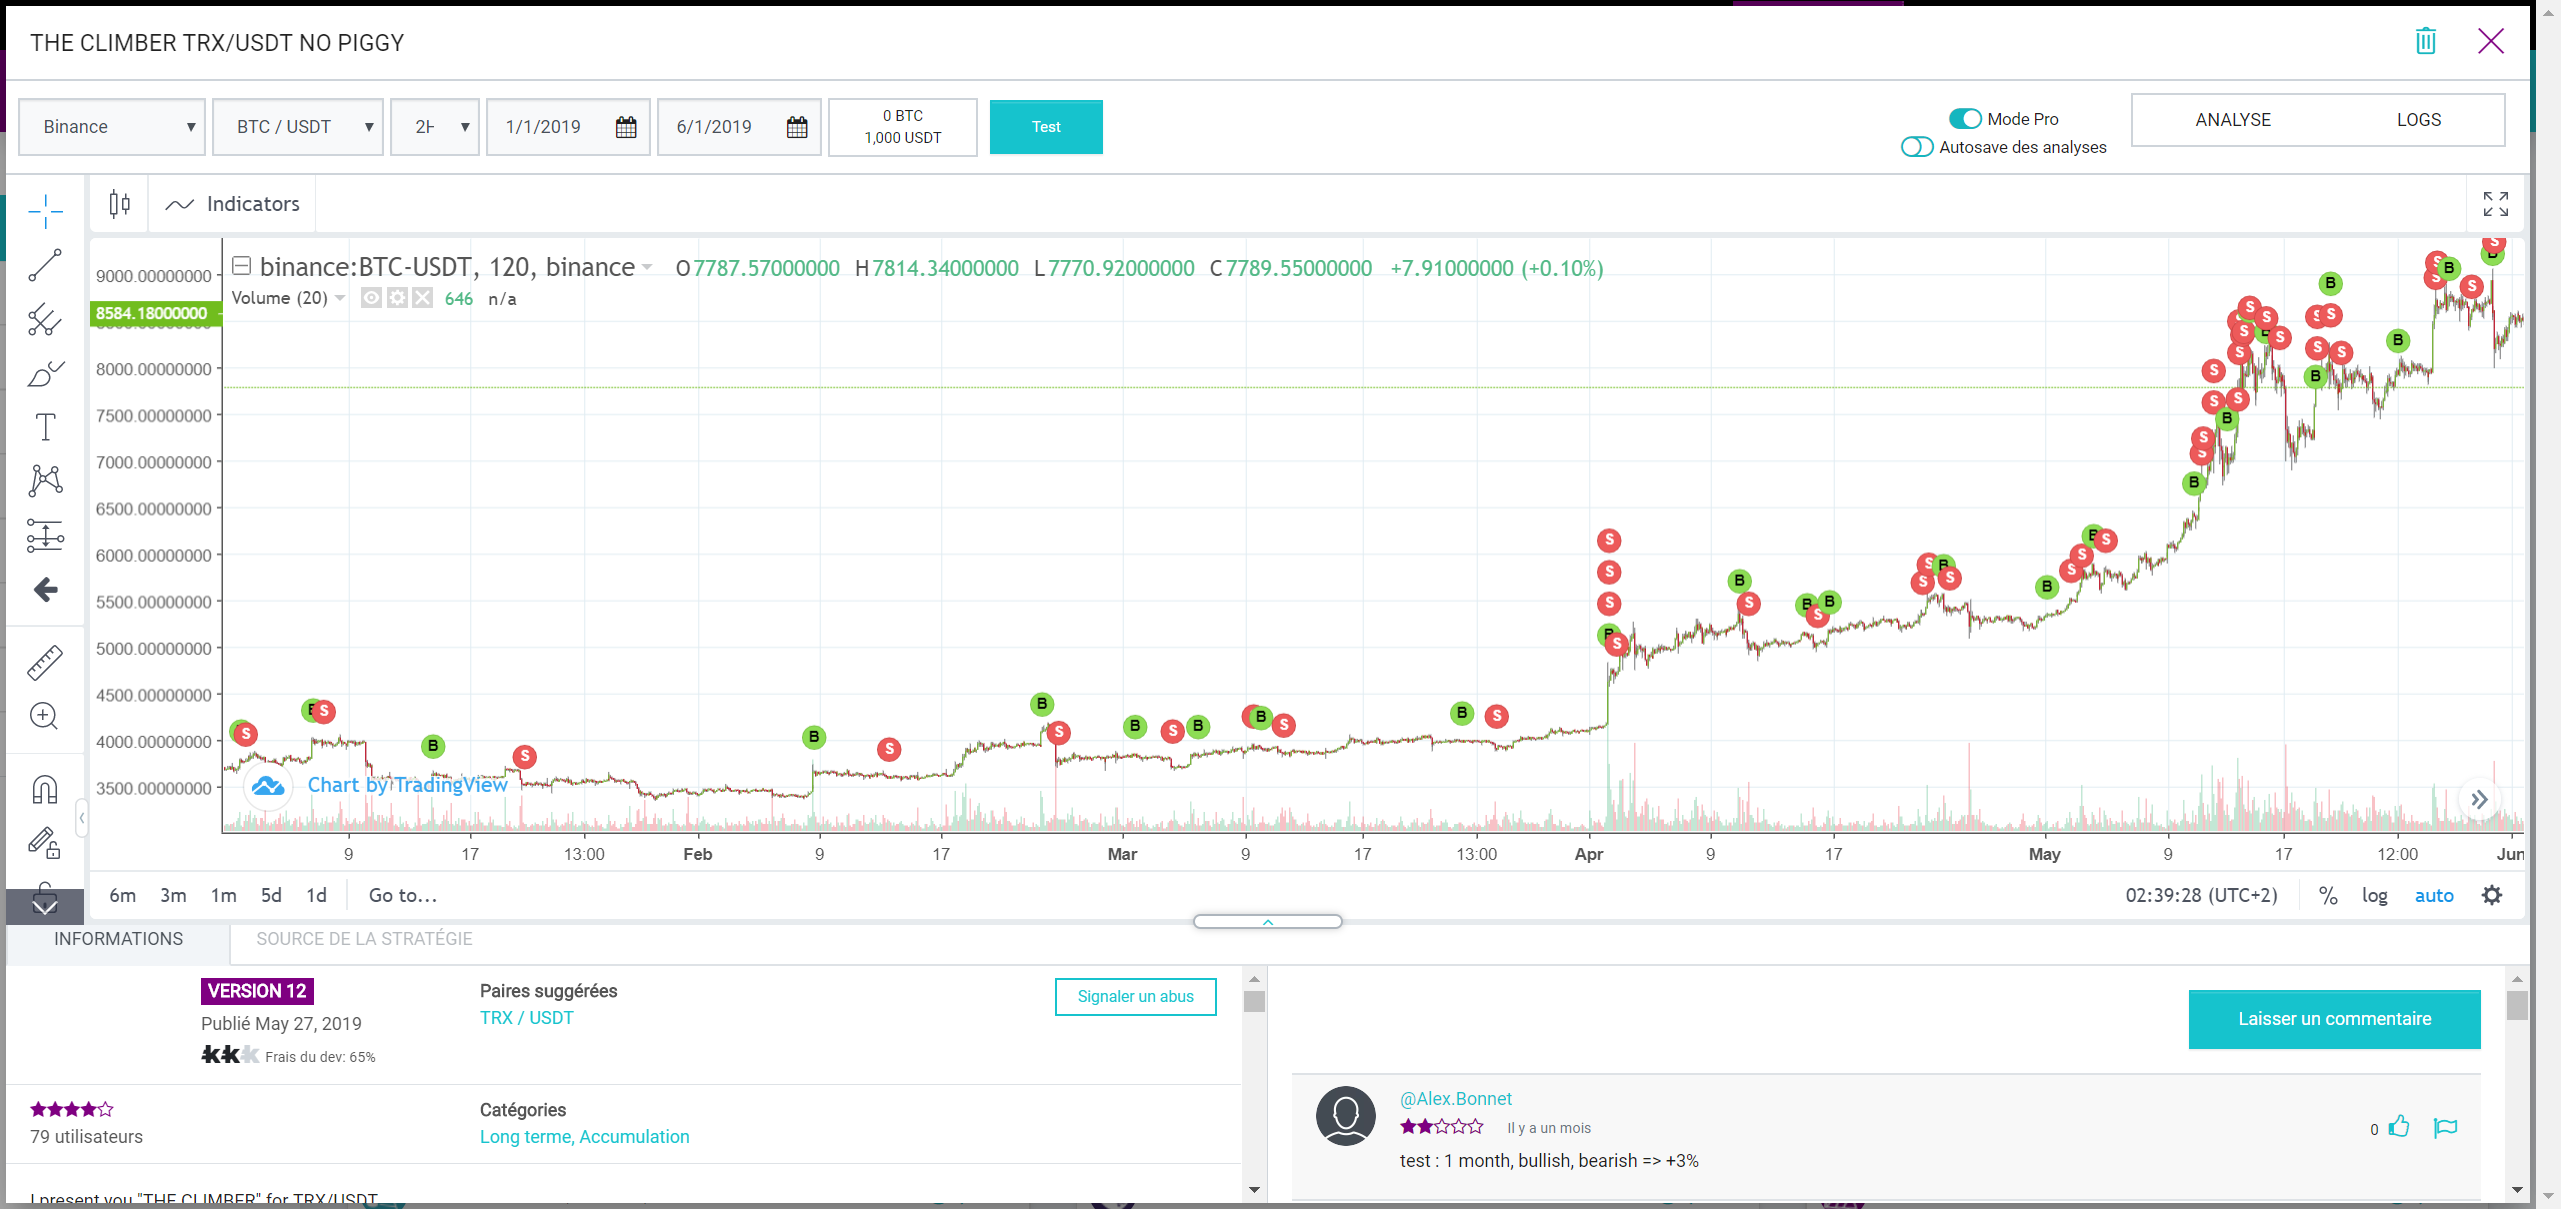 THE CLIMBER TRX/USDT NO PIGGY
Binance
BTC / USDT
2H
1/1/2019
6/1/2019
0 BTC
1,000 USDT
Test
Mode Pro
Autosave des analyses
ANALYSE
LOGS
Indicators
binance:BTC-USDT, 120, binance
O7787.57000000 H7814.34000000 L7770.92000000 C7789.55000000 +7.91000000 (+0.10%)
Volume (20)
646 n/a
9000.00000000
8584.18000000
8000.00000000
7500.00000000
7000.00000000
6500.00000000
6000.00000000
5500.00000000
5000.00000000
4500.00000000
4000.00000000
3500.00000000
Chart by TradingView
9 17 13:00 Feb 9 17 Mar 9 17 13:00 Apr 9 17 May 9 17 12:00 Jun
6m 3m 1m 5d 1d Go to...
02:39:28 (UTC+2) % log auto
INFORMATIONS
SOURCE DE LA STRATÉGIE
VERSION 12
Publié May 27, 2019
Frais du dev: 65%
Paires suggérées
TRX / USDT
Signaler un abus
79 utilisateurs
Catégories
Long terme, Accumulation
I present you "THE CLIMBER" for TRX/USDT
Laisser un commentaire
@Alex.Bonnet
Il y a un mois
0
test : 1 month, bullish, bearish => +3%